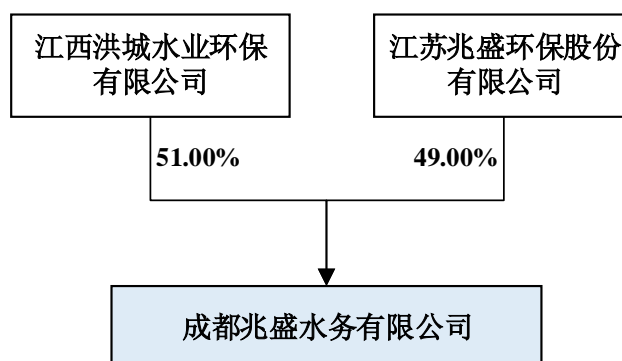 江西洪城水业环保
有限公司
江苏兆盛环保股份
有限公司
51.00%
49.00%
成都兆盛水务有限公司